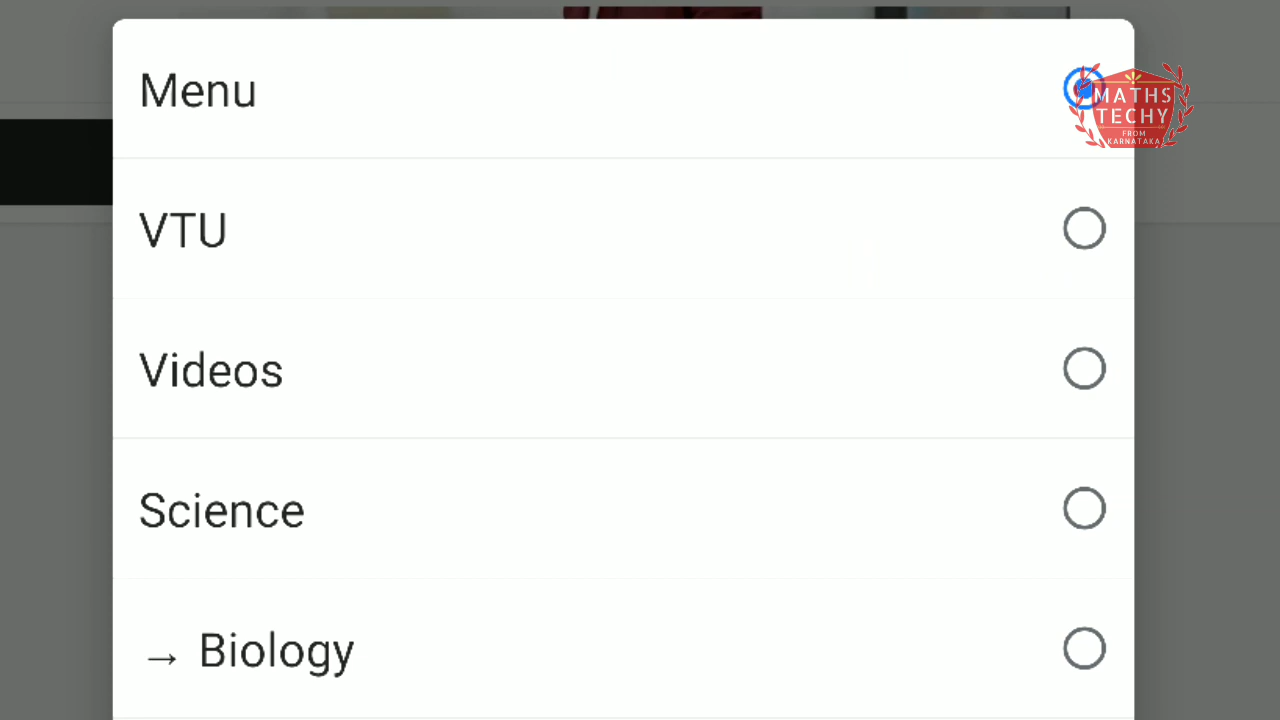 Menu
MATHS
TECHY
FROM
KARNATAKA
VTU
Videos
Science
→ Biology